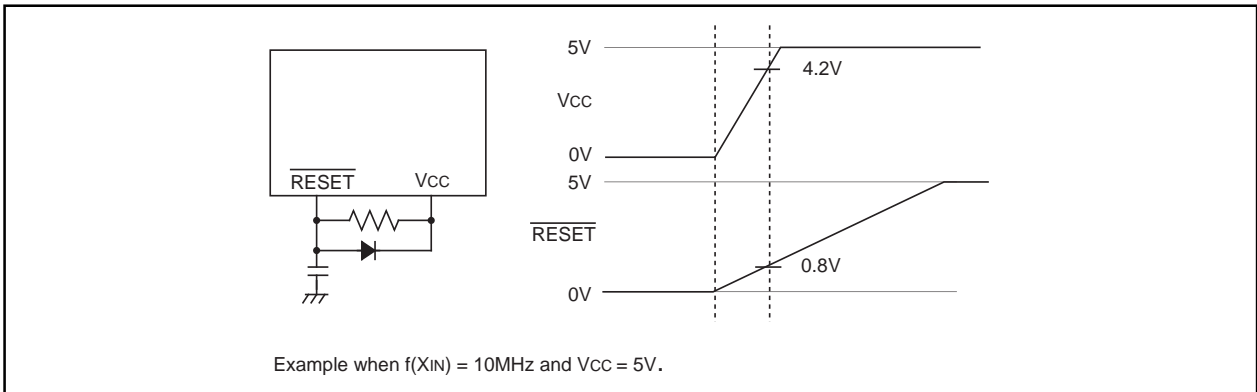 RESET VCC
5V
4.2V
VCC
0V
5V
RESET
0.8V
0V
Example when f(XIN) = 10MHz and VCC = 5V.